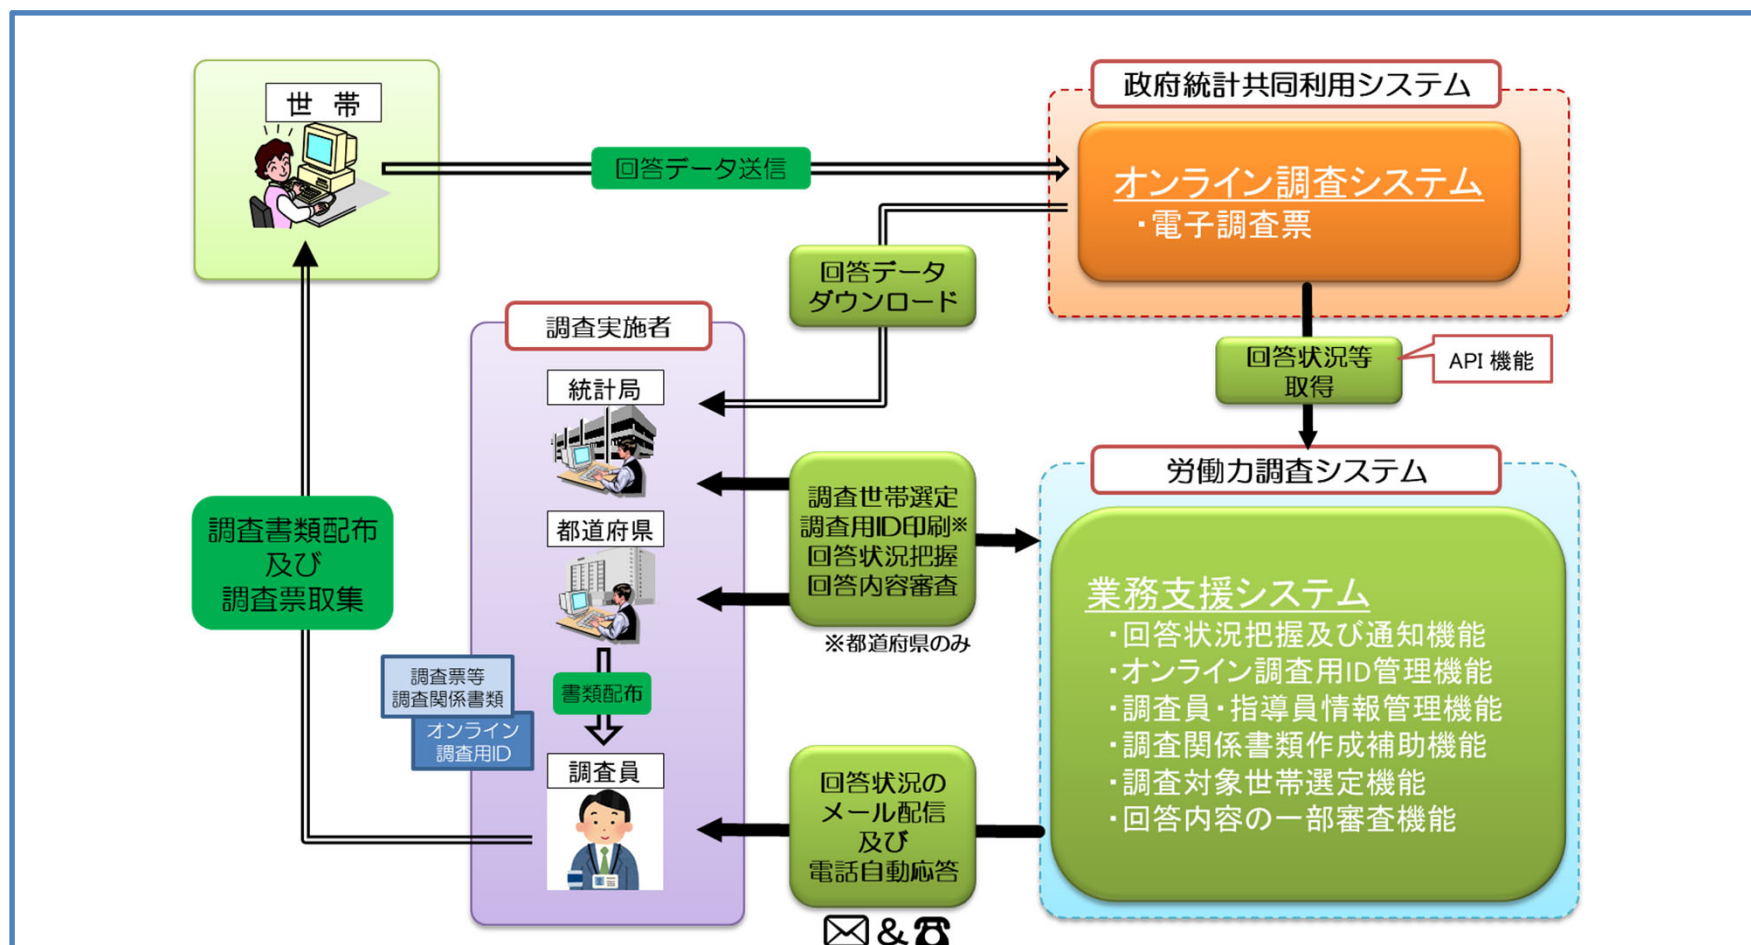 世 帯
回答データ送信
政府統計共同利用システム
オンライン調査システム
・電子調査票
回答データ
ダウンロード
回答状況等
取得
API 機能
調査実施者
統計局
都道府県
書類配布
調査員
調査票等
調査関係書類
オンライン
調査用ID
調査書類配布
及び
調査票取集
調査世帯選定
調査用ID印刷※
回答状況把握
回答内容審査
※都道府県のみ
回答状況の
メール配信
及び
電話自動応答
&
労働力調査システム
業務支援システム
・回答状況把握及び通知機能
・オンライン調査用ID管理機能
・調査員・指導員情報管理機能
・調査関係書類作成補助機能
・調査対象世帯選定機能
・回答内容の一部審査機能